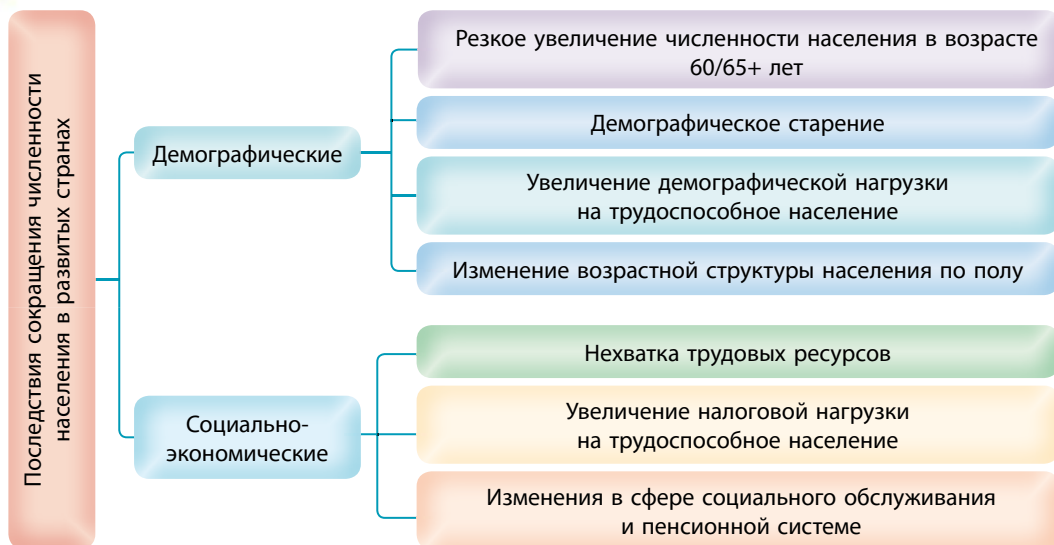 Последствия сокращения численности
населения в развитых странах
Демографические
Резкое увеличение численности населения в возрасте
60/65+ лет
Демографическое старение
Увеличение демографической нагрузки
на трудоспособное население
Изменение возрастной структуры населения по полу
Социально-
экономические
Нехватка трудовых ресурсов
Увеличение налоговой нагрузки
на трудоспособное население
Изменения в сфере социального обслуживания
и пенсионной системе